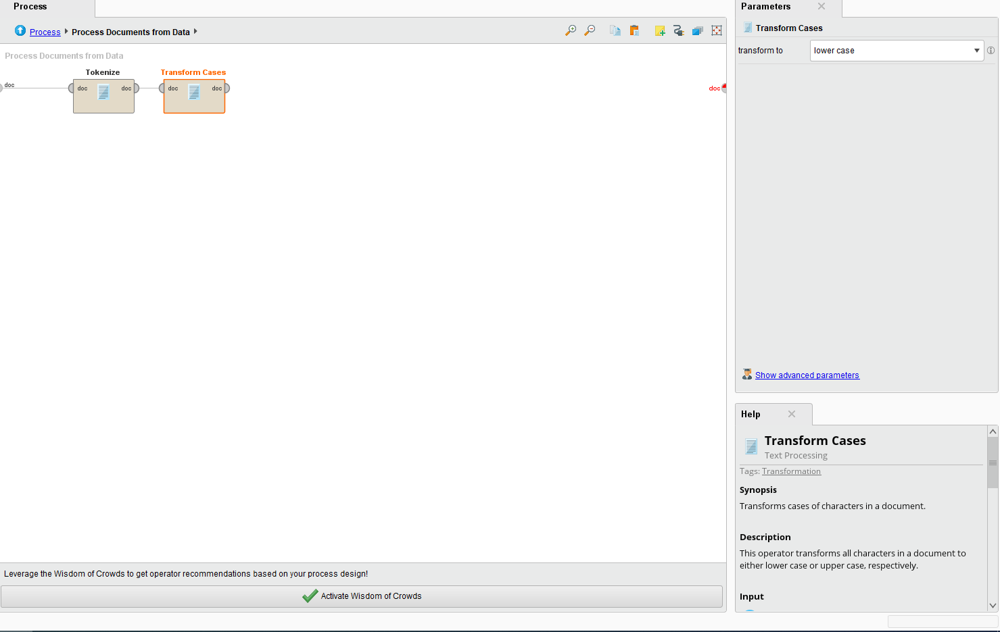 Process
Process Process Documents from Data
Process Documents from Data
doc
Tokenize
doc doc
Transform Cases
doc doc
doc
Leverage the Wisdom of Crowds to get operator recommendations based on your process design!
Activate Wisdom of Crowds
Parameters
Transform Cases
transform to lower case
Show advanced parameters
Help
Transform Cases
Text Processing
Tags: Transformation
Synopsis
Transforms cases of characters in a document.
Description
This operator transforms all characters in a document to
either lower case or upper case, respectively.
Input